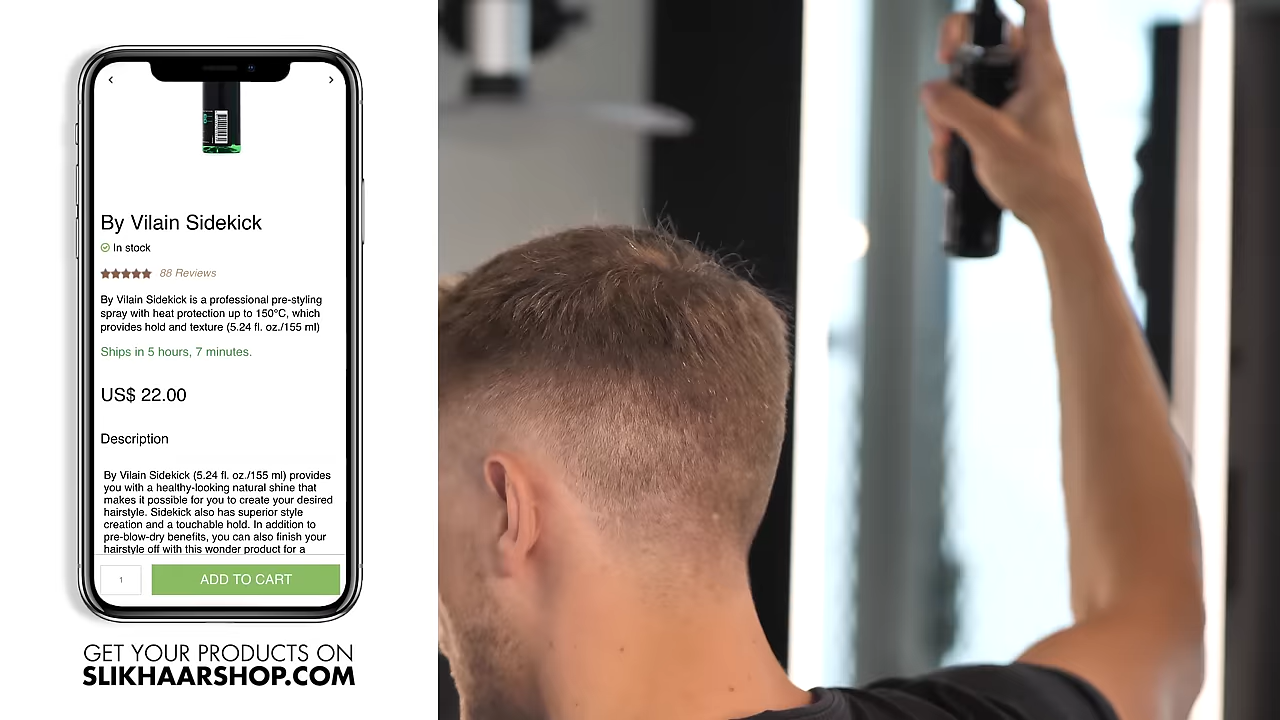 By Vilain Sidekick
In stock
88 Reviews
By Vilain Sidekick is a professional pre-styling
spray with heat protection up to 150°C, which
provides hold and texture (5.24 fl. oz./155 ml)
Ships in 5 hours, 7 minutes.
US$ 22.00
Description
By Vilain Sidekick (5.24 fl. oz./155 ml) provides
you with a healthy-looking natural shine that
makes it possible for you to create your desired
hairstyle. Sidekick also has superior style
creation and a touchable hold. In addition to
pre-blow-dry benefits, you can also finish your
hairstyle off with this wonder product for a
1
ADD TO CART
GET YOUR PRODUCTS ON
SLIKHAARSHOP.COM